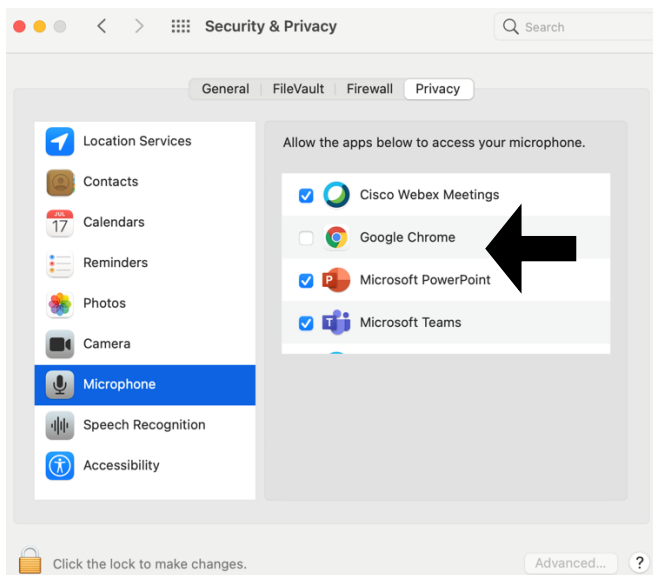 Security & Privacy
Search
General
FileVault
Firewall
Privacy
Location Services
Contacts
JUL
17
Calendars
Reminders
Photos
Camera
Microphone
Speech Recognition
Accessibility
Allow the apps below to access your microphone.
Cisco Webex Meetings
Google Chrome
P
Microsoft PowerPoint
T
Microsoft Teams
Click the lock to make changes.
Advanced...
?